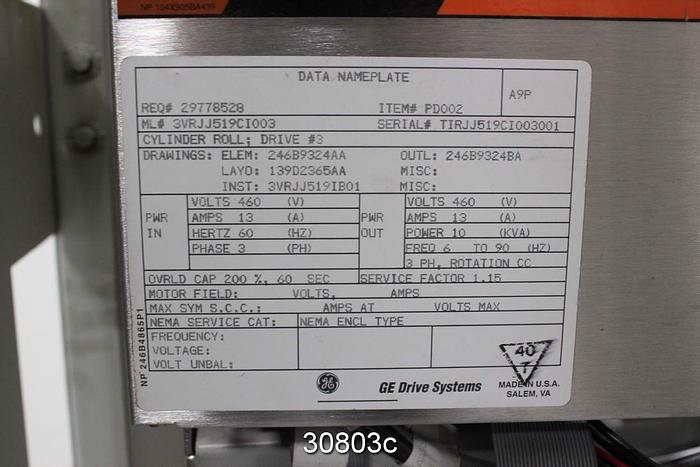 NP 104X905BA439
DATA NAMEPLATE
A9P
REQ# 29778528 ITEM# PD002
ML# 3VRJJ519CI003 SERIAL# TIRJJ519CI003001
CYLINDER ROLL; DRIVE #3
DRAWINGS: ELEM: 246B9324AA OUTL: 246B9324BA
LAYO: 139D2365AA MISC:
INST: 3VRJJ519IB01 MISC:
PWR IN
VOLTS 460 (V)
AMPS 13 (A)
HERTZ 60 (HZ)
PHASE 3 (PH)
PWR OUT
VOLTS 460 (V)
AMPS 13 (A)
POWER 10 (KVA)
FREQ 6 TO 90 (HZ)
3 PH, ROTATION CC
OVRLD CAP 200 %, 60 SEC SERVICE FACTOR 1.15
MOTOR FIELD: VOLTS, AMPS
MAX SYM S.C.C.: AMPS AT VOLTS MAX
NEMA SERVICE CAT: NEMA ENCL TYPE
FREQUENCY:
VOLTAGE:
VOLT UNBAL:
NP 246B4865P1
40
T
GE
GE Drive Systems
MADE IN U.S.A.
SALEM, VA
30803c